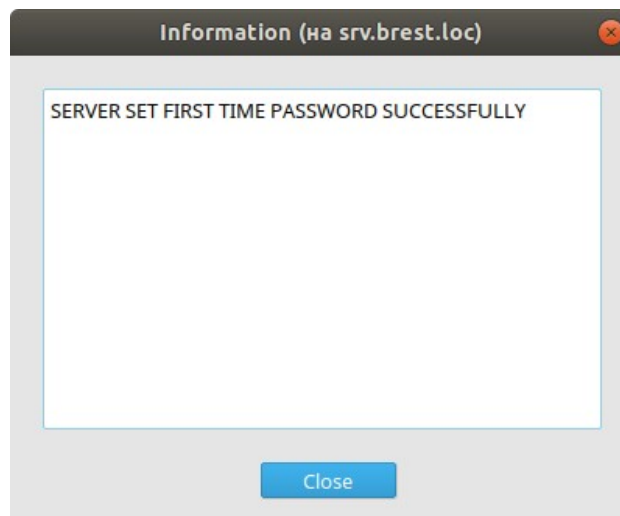 Information (на srv.brest.loc)
SERVER SET FIRST TIME PASSWORD SUCCESSFULLY
Close